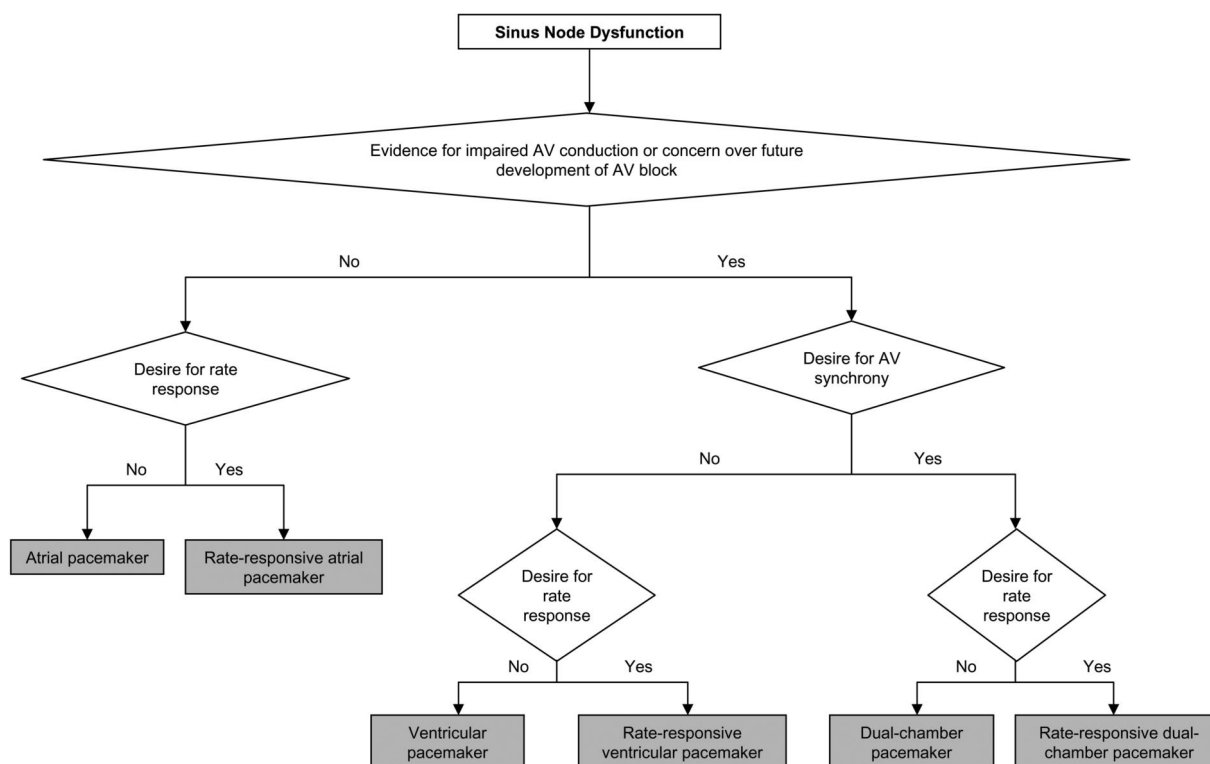 Sinus Node Dysfunction
Evidence for impaired AV conduction or concern over future
development of AV block
No
Yes
Desire for rate
response
Desire for AV
synchrony
No
Yes
No
Yes
Atrial pacemaker
Rate-responsive atrial
pacemaker
Desire for
rate
response
Desire for
rate
response
No
Yes
No
Yes
Ventricular
pacemaker
Rate-responsive
ventricular pacemaker
Dual-chamber
pacemaker
Rate-responsive dual-
chamber pacemaker